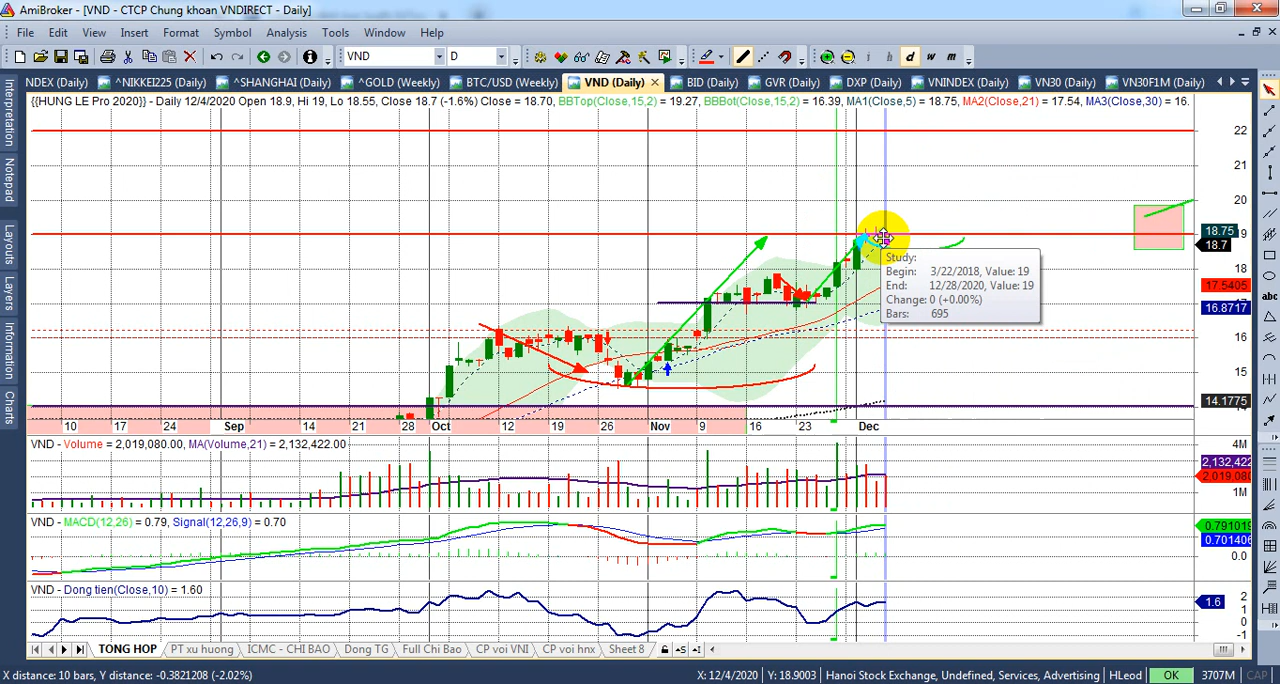 AmiBroker - [VND - CTCP Chung khoan VNDIRECT - Daily]
File Edit View Insert Format Symbol Analysis Tools Window Help
VND D i h d w m
NDEX (Daily) ^NIKKEI225 (Daily) ^SHANGHAI (Daily) ^GOLD (Weekly) BTC/USD (Weekly) VND (Daily) BID (Daily) GVR (Daily) DXP (Daily) VNINDEX (Daily) VN30 (Daily) VN30F1M (Daily)
{{HUNG LE Pro 2020}} - Daily 12/4/2020 Open 18.9, Hi 19, Lo 18.55, Close 18.7 (-1.6%) Close = 18.70, BBTop(Close,15,2) = 19.27, BBBot(Close,15,2) = 16.39, MA1(Close,5) = 18.75, MA2(Close,21) = 17.54, MA3(Close,30) = 16.
Interpretation
Notepad
Layouts
Layers
Information
Charts
abc
22
21
20
18.75
19
18.7
18
17.5405
17
16.8717
16
15
14.1775
Study:
Begin: 3/22/2018, Value: 19
End: 12/28/2020, Value: 19
Change: 0 (+0.00%)
Bars: 695
10 17 24 Sep 14 21 28 Oct 12 19 26 Nov 9 16 23 Dec
VND - Volume = 2,019,080.00, MA(Volume,21) = 2,132,422.00
4M
2,132,422
2,019,080
1M
VND - MACD(12,26) = 0.79, Signal(12,26,9) = 0.70
0.791019
0.701406
0.0
VND - Dong tien(Close,10) = 1.60
2
1.6
1
0
-1
TONG HOP PT xu huong ICMC - CHI BAO Dong TG Full Chi Bao CP voi VNI CP voi hnx Sheet 8
X distance: 10 bars, Y distance: -0.3821208 (-2.02%) X: 12/4/2020 Y: 18.9003 Hanoi Stock Exchange, Undefined, Services, Advertising HLeod OK 3707M CAP